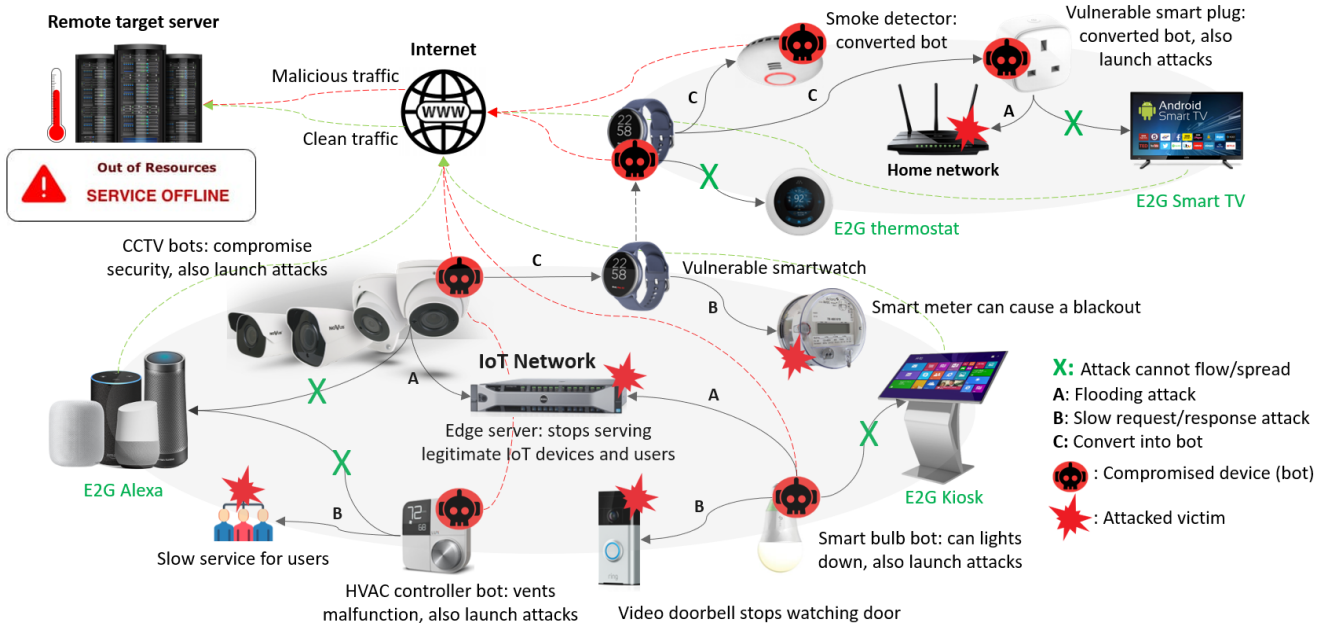 Remote target server
Internet
Malicious traffic
WWW
Clean traffic
Out of Resources
SERVICE OFFLINE
Smoke detector:
converted bot
Vulnerable smart plug:
converted bot, also
launch attacks
C
C
A
X
22
58
X
Home network
Android
Smart TV
E2G Smart TV
92
E2G thermostat
CCTV bots: compromise
security, also launch attacks
C
22
58
Vulnerable smartwatch
B
Smart meter can cause a blackout
IoT Network
A
A
X
Edge server: stops serving
legitimate IoT devices and users
E2G Alexa
X
X
E2G Kiosk
B
Slow service for users
72
68
HVAC controller bot: vents
malfunction, also launch attacks
B
ring
Video doorbell stops watching door
Smart bulb bot: can lights
down, also launch attacks
X: Attack cannot flow/spread
A: Flooding attack
B: Slow request/response attack
C: Convert into bot
: Compromised device (bot)
: Attacked victim